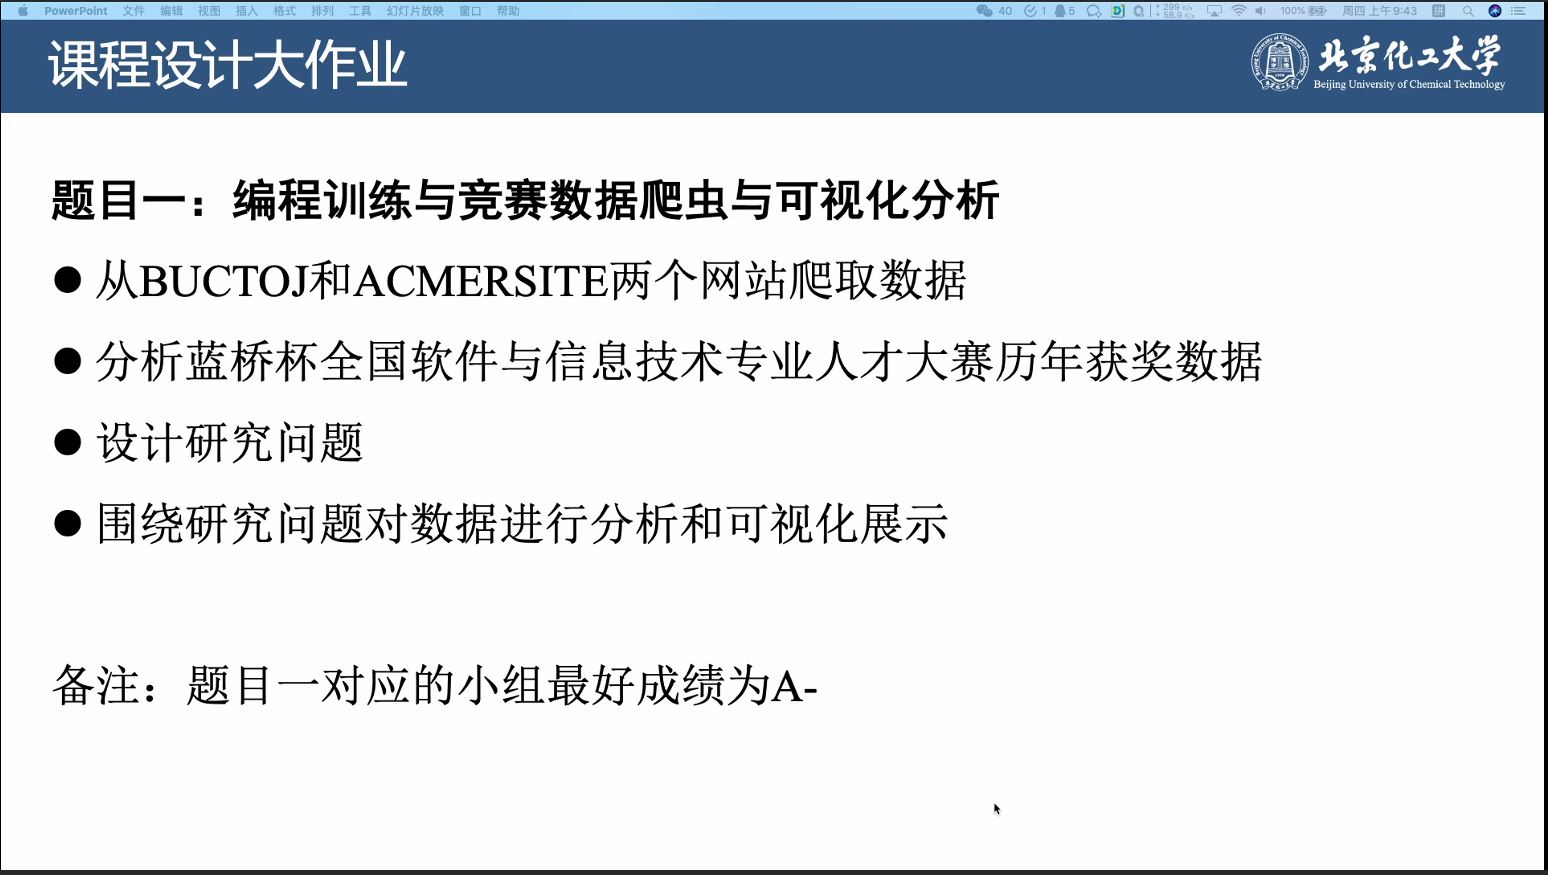 PowerPoint 文件 编辑 视图 插入 格式 排列 工具 幻灯片放映 窗口 帮助 40 1 5 299 K/s 58.9 K/s 100% 周四 上午9:43 拼
课程设计大作业
北京化工大学
Beijing University of Chemical Technology
题目一：编程训练与竞赛数据爬虫与可视化分析
● 从BUCTOJ和ACMERSITE两个网站爬取数据
● 分析蓝桥杯全国软件与信息技术专业人才大赛历年获奖数据
● 设计研究问题
● 围绕研究问题对数据进行分析和可视化展示
备注：题目一对应的小组最好成绩为A-